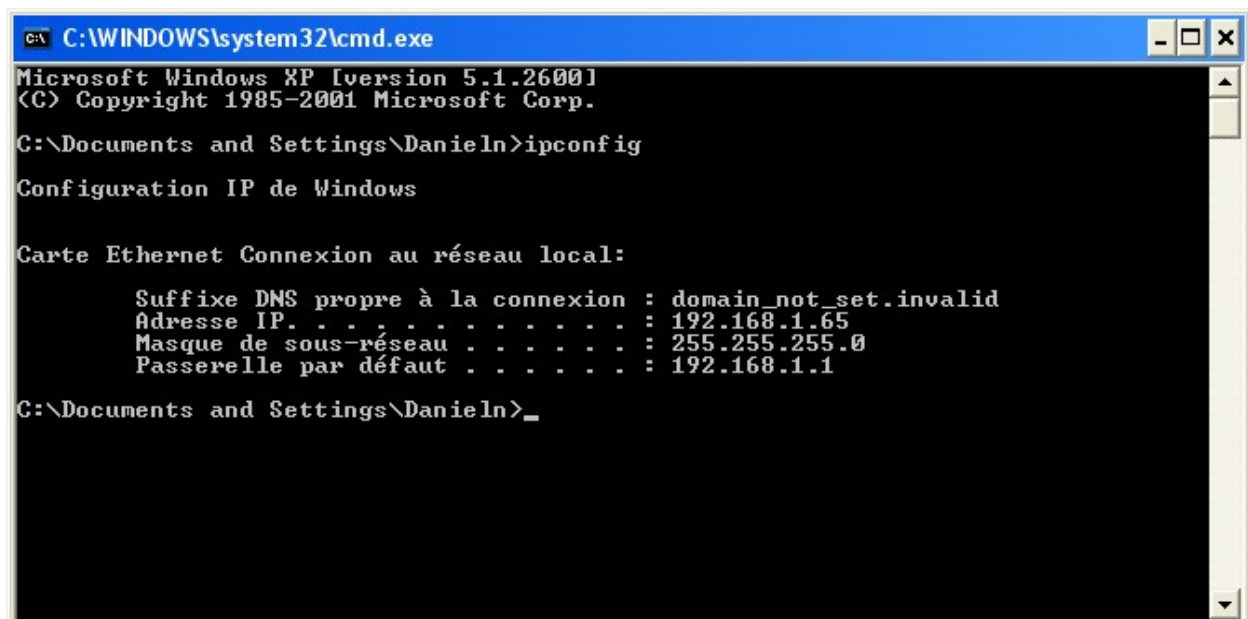 C:\WINDOWS\system32\cmd.exe
Microsoft Windows XP [version 5.1.2600]
(C) Copyright 1985-2001 Microsoft Corp.
C:\Documents and Settings\Danieln>ipconfig
Configuration IP de Windows
Carte Ethernet Connexion au réseau local:
Suffixe DNS propre à la connexion : domain_not_set.invalid
Adresse IP. . . . . . . . . . . . : 192.168.1.65
Masque de sous-réseau . . . . . . : 255.255.255.0
Passerelle par défaut . . . . . . : 192.168.1.1
C:\Documents and Settings\Danieln>_